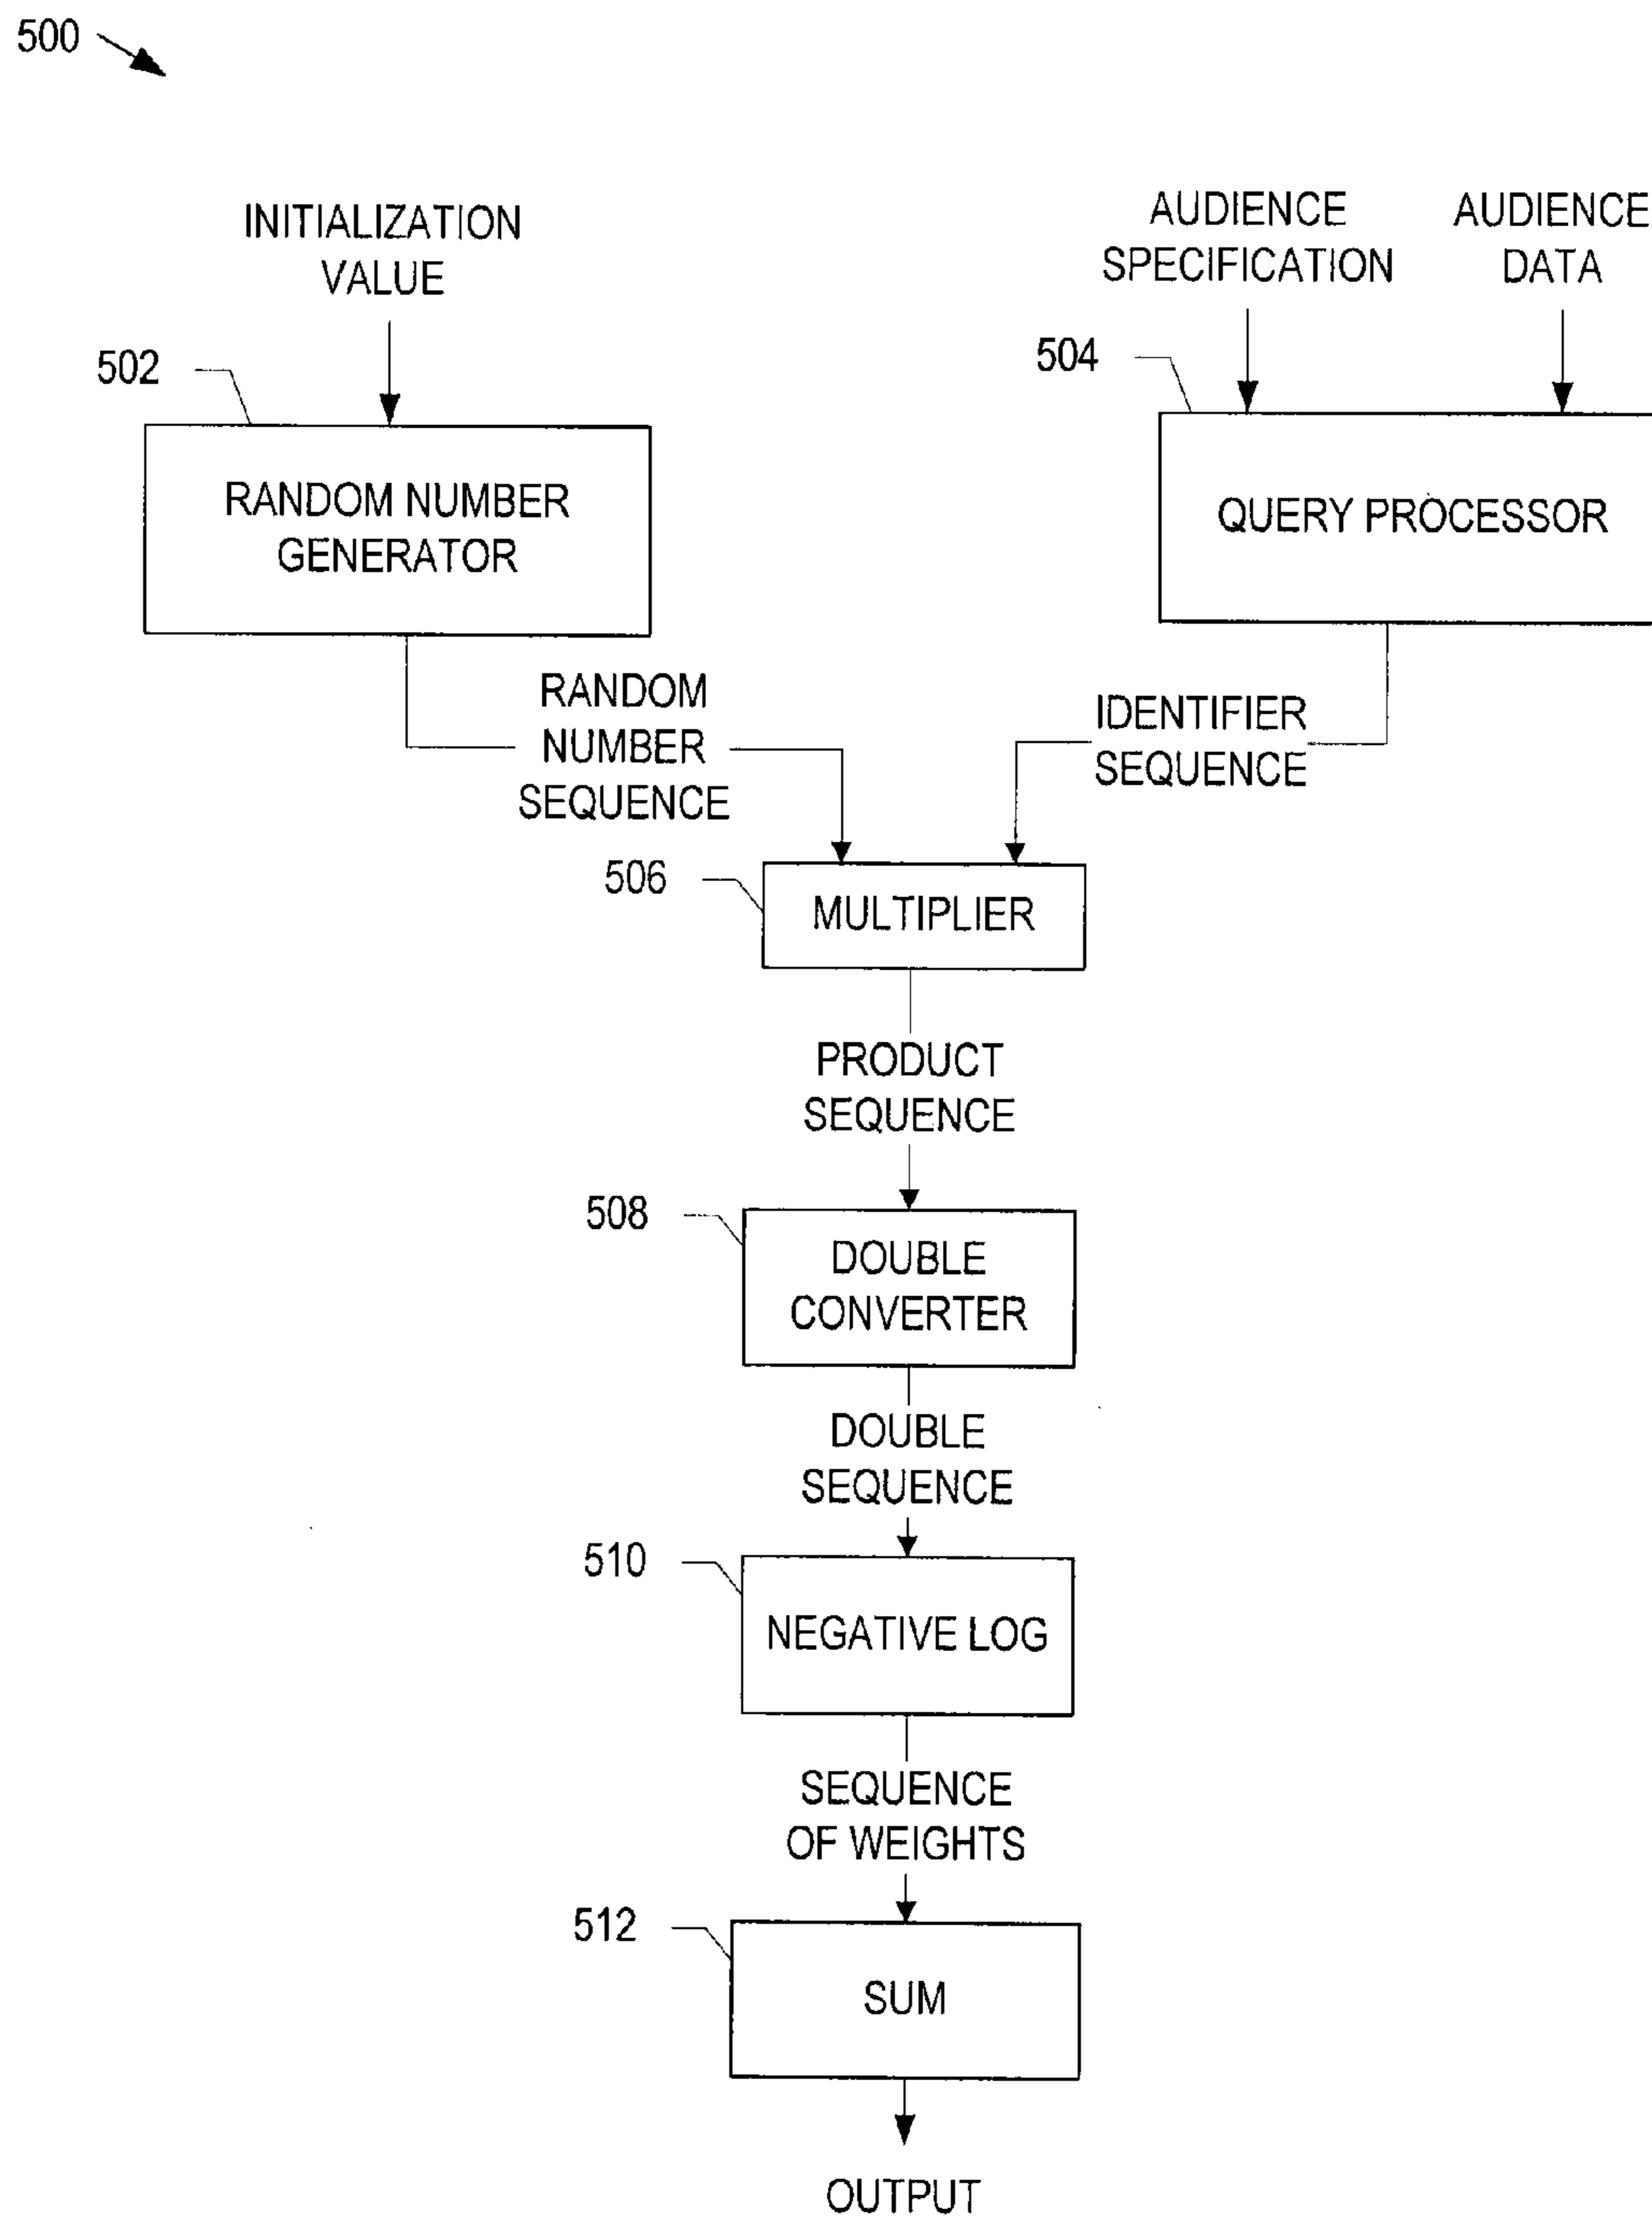 500
INITIALIZATION
VALUE
AUDIENCE
SPECIFICATION
AUDIENCE
DATA
502
504
RANDOM NUMBER
GENERATOR
QUERY PROCESSOR
RANDOM
NUMBER
SEQUENCE
IDENTIFIER
SEQUENCE
506
MULTIPLIER
PRODUCT
SEQUENCE
508
DOUBLE
CONVERTER
DOUBLE
SEQUENCE
510
NEGATIVE LOG
SEQUENCE
OF WEIGHTS
512
SUM
OUTPUT